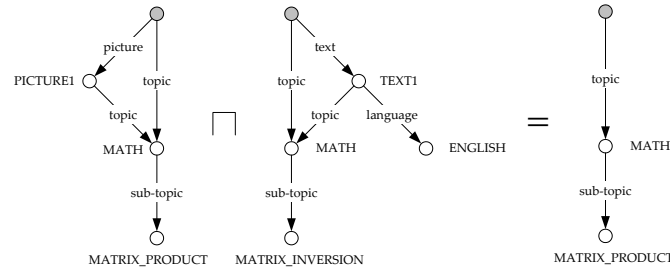 picture
text
PICTURE1
topic
topic
TEXT1
topic
topic
language
topic
⊓
=
MATH
MATH
ENGLISH
MATH
sub-topic
sub-topic
sub-topic
MATRIX_PRODUCT
MATRIX_INVERSION
MATRIX_PRODUCT